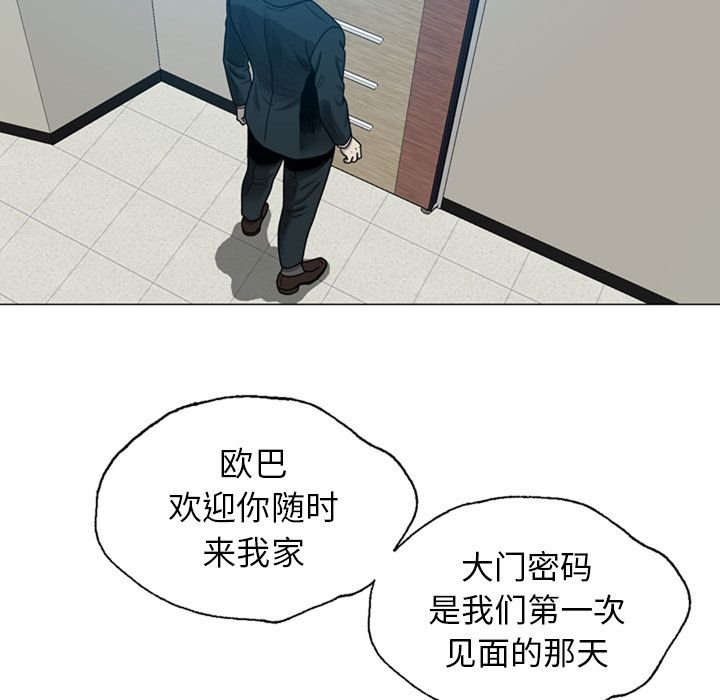 欧巴
欢迎你随时
来我家
大门密码
是我们第一次
见面的那天